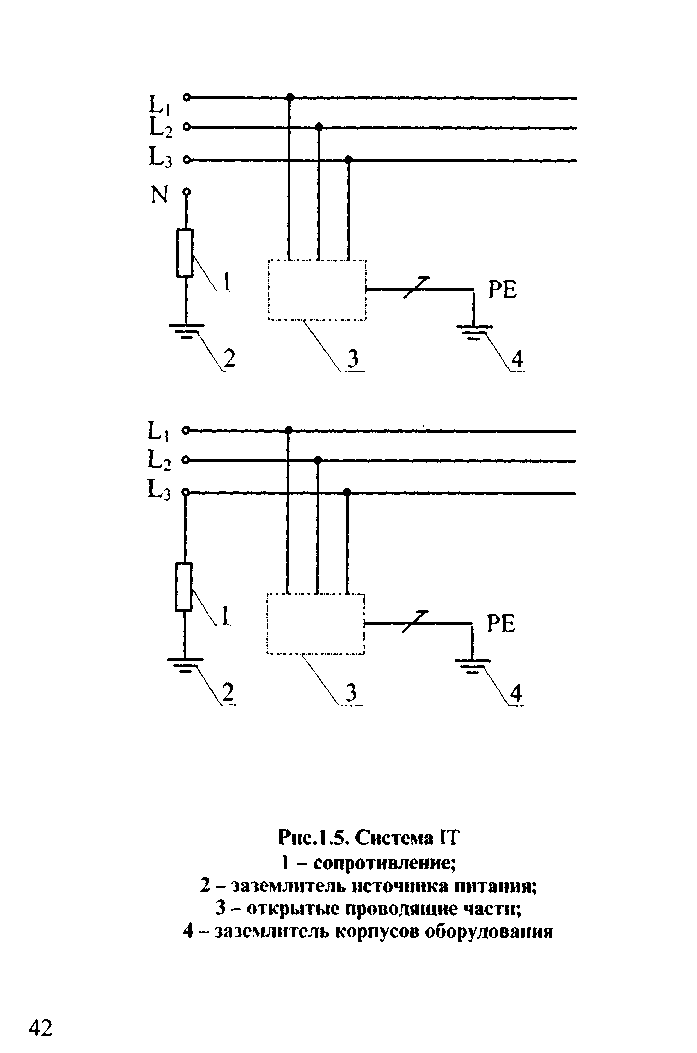 L1
L2
L3
N
1
PE
2
3
4
L1
L2
L3
1
PE
2
3
4
Рис.1.5. Система IT
1 – сопротивление;
2 – заземлитель источника питания;
3 – открытые проводящие части;
4 – заземлитель корпусов оборудования
42